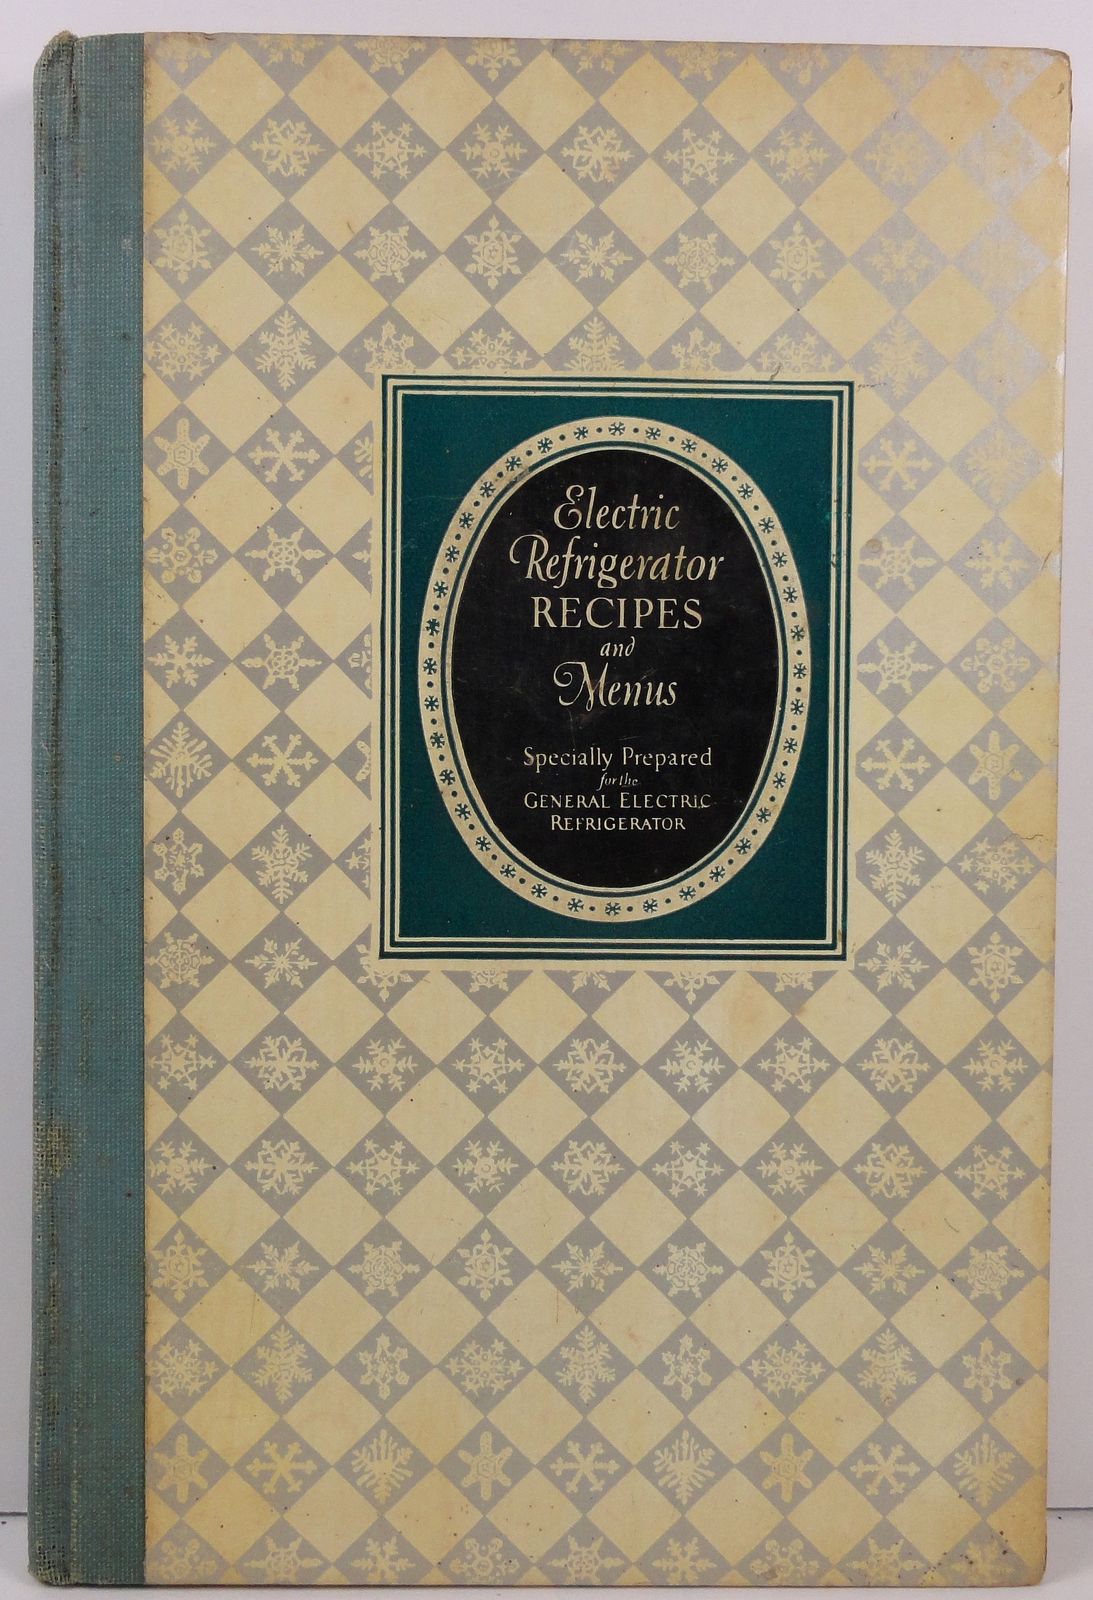 Electric
Refrigerator
RECIPES
and
Menus
Specially Prepared
for the
GENERAL ELECTRIC
REFRIGERATOR